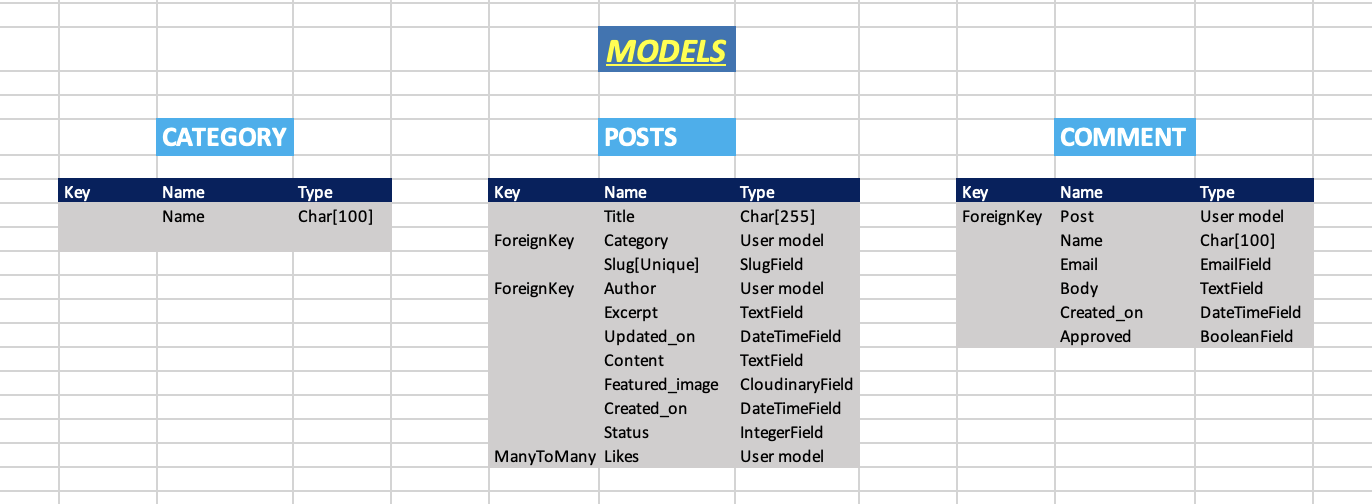 MODELS
CATEGORY
Key Name Type
Name Char[100]
POSTS
Key Name Type
Title Char[255]
ForeignKey Category User model
Slug[Unique] SlugField
ForeignKey Author User model
Excerpt TextField
Updated_on DateTimeField
Content TextField
Featured_image CloudinaryField
Created_on DateTimeField
Status IntegerField
ManyToMany Likes User model
COMMENT
Key Name Type
ForeignKey Post User model
Name Char[100]
Email EmailField
Body TextField
Created_on DateTimeField
Approved BooleanField